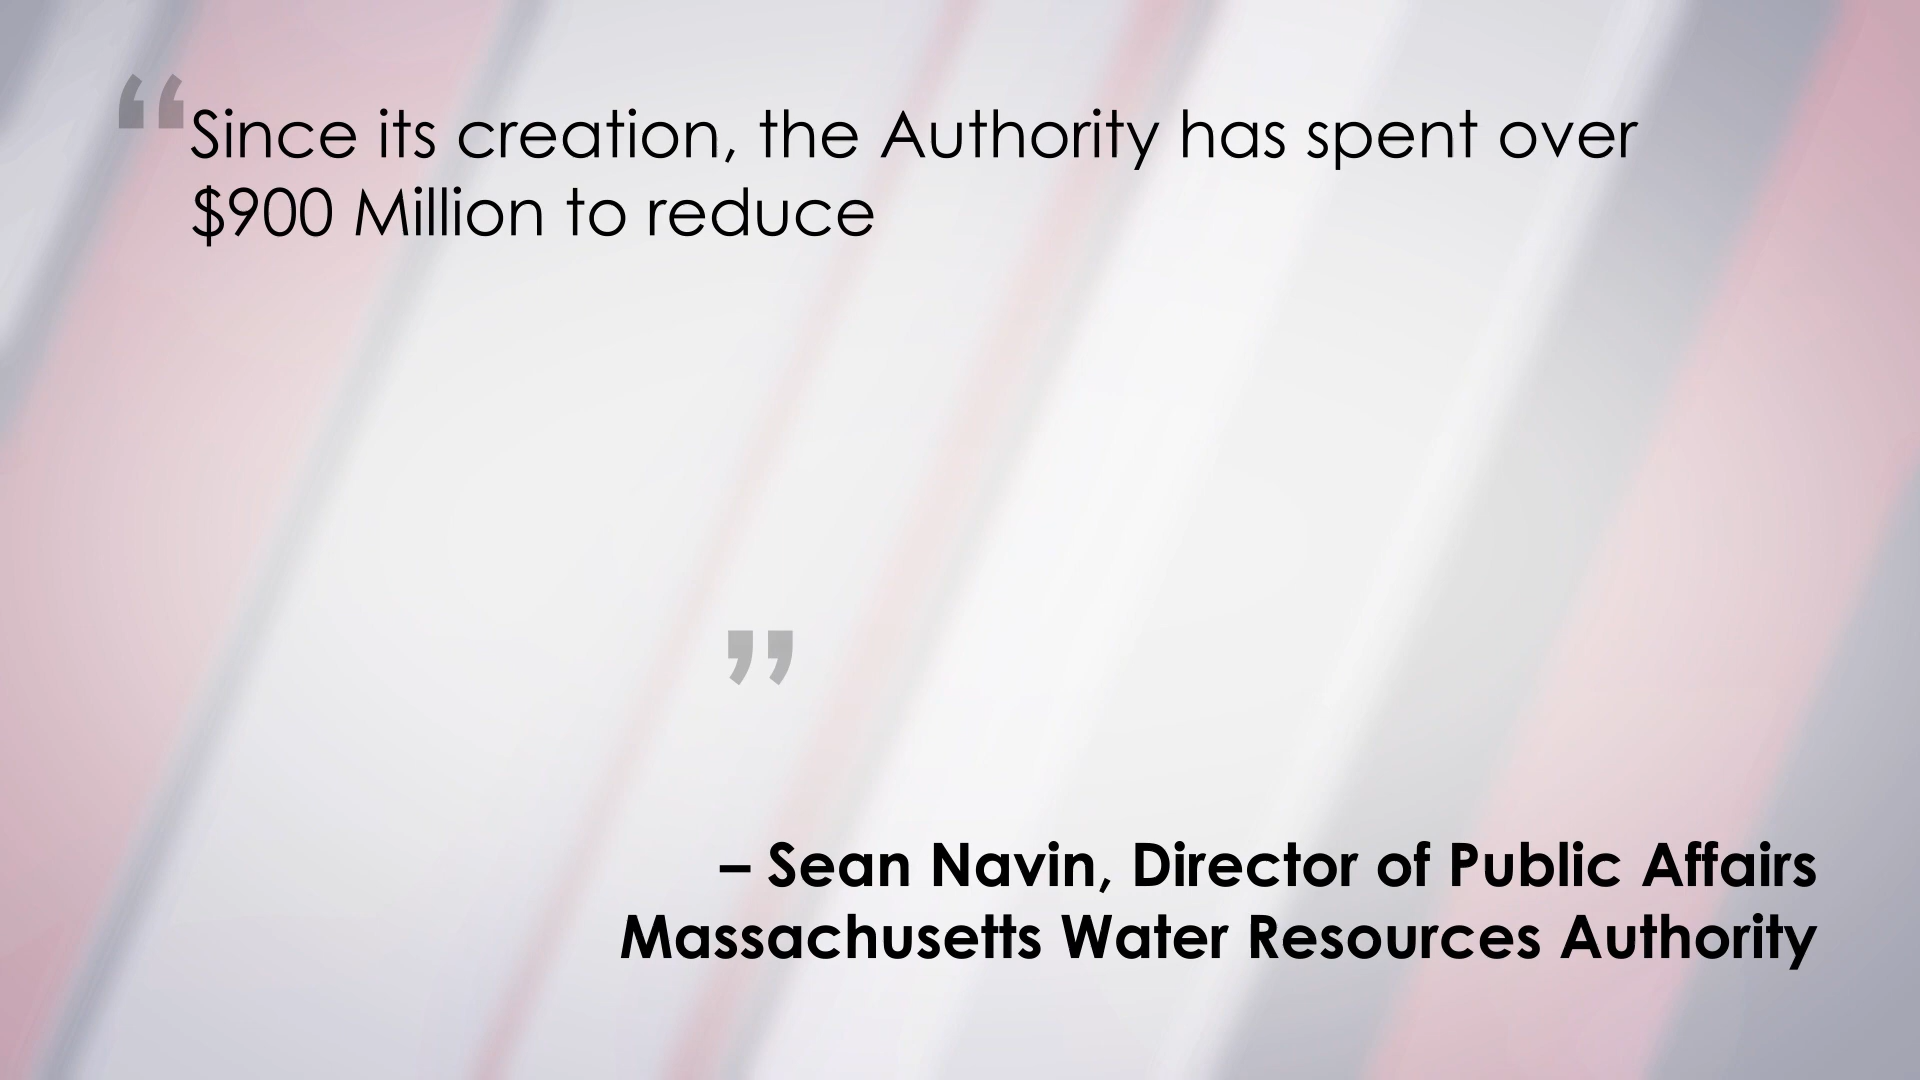 “Since its creation, the Authority has spent over
$900 Million to reduce
”
– Sean Navin, Director of Public Affairs
Massachusetts Water Resources Authority